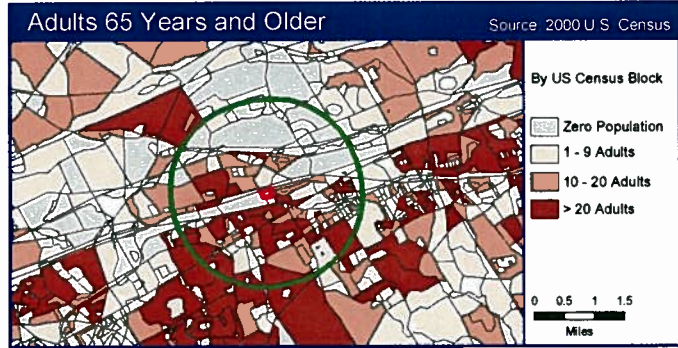 Adults 65 Years and Older
Source: 2000 U.S. Census
By US Census Block
Zero Population
1 - 9 Adults
10 - 20 Adults
> 20 Adults
0 0.5 1 1.5
Miles